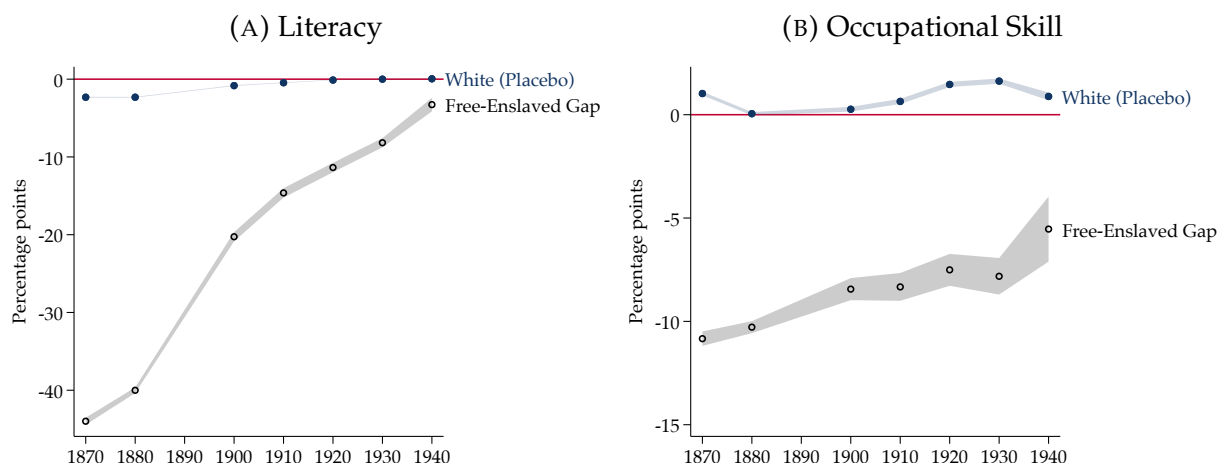 (A) Literacy
Percentage points
0
-10
-20
-30
-40
White (Placebo)
Free-Enslaved Gap
1870 1880 1890 1900 1910 1920 1930 1940
(B) Occupational Skill
Percentage points
0
-5
-10
-15
White (Placebo)
Free-Enslaved Gap
1870 1880 1890 1900 1910 1920 1930 1940